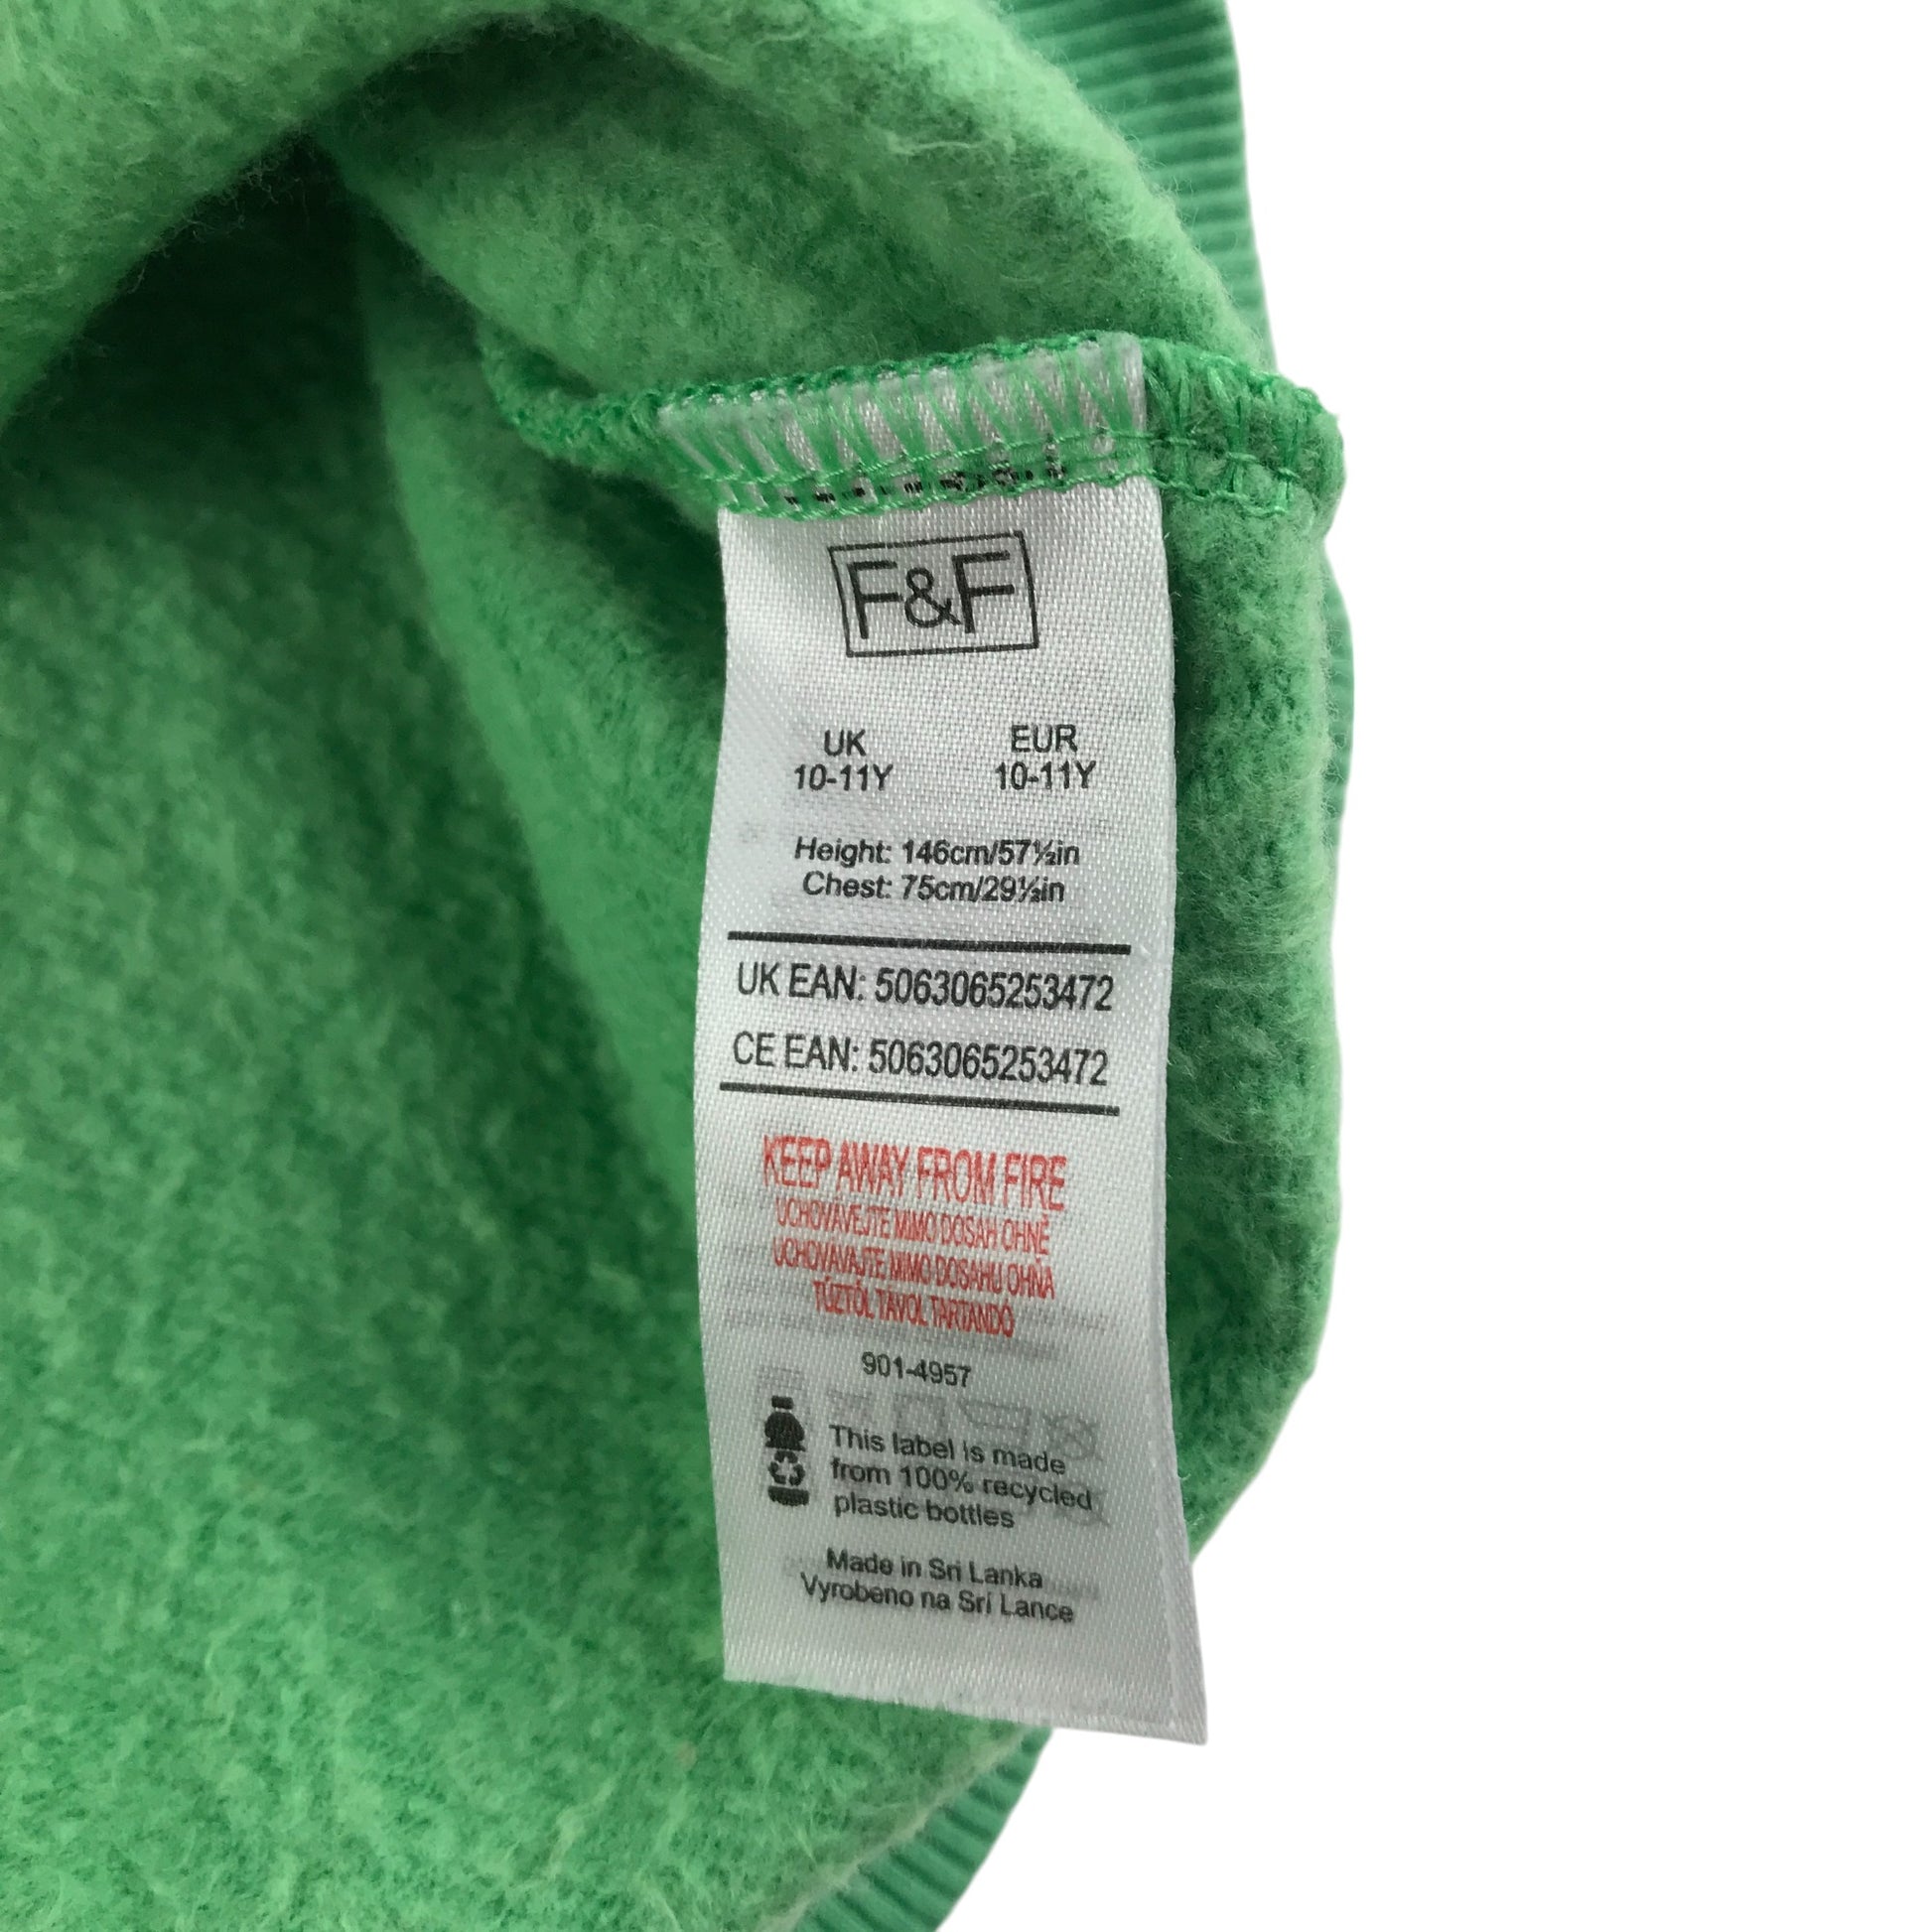 F&F
UK EUR
10-11Y 10-11Y
Height: 146cm/57½in
Chest: 75cm/29½in
UK EAN: 5063065253472
CE EAN: 5063065253472
KEEP AWAY FROM FIRE
UCHOVÁVEJTE MIMO DOSAH OHNĚ
UCHOVÁVAJTE MIMO DOSAHU OHŇA
TŰZTŐL TÁVOL TARTANDÓ
901-4957
This label is made
from 100% recycled
plastic bottles
Made in Sri Lanka
Vyrobeno na Srí Lance